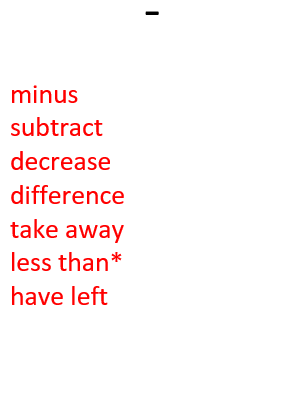 -
minus
subtract
decrease
difference
take away
less than*
have left